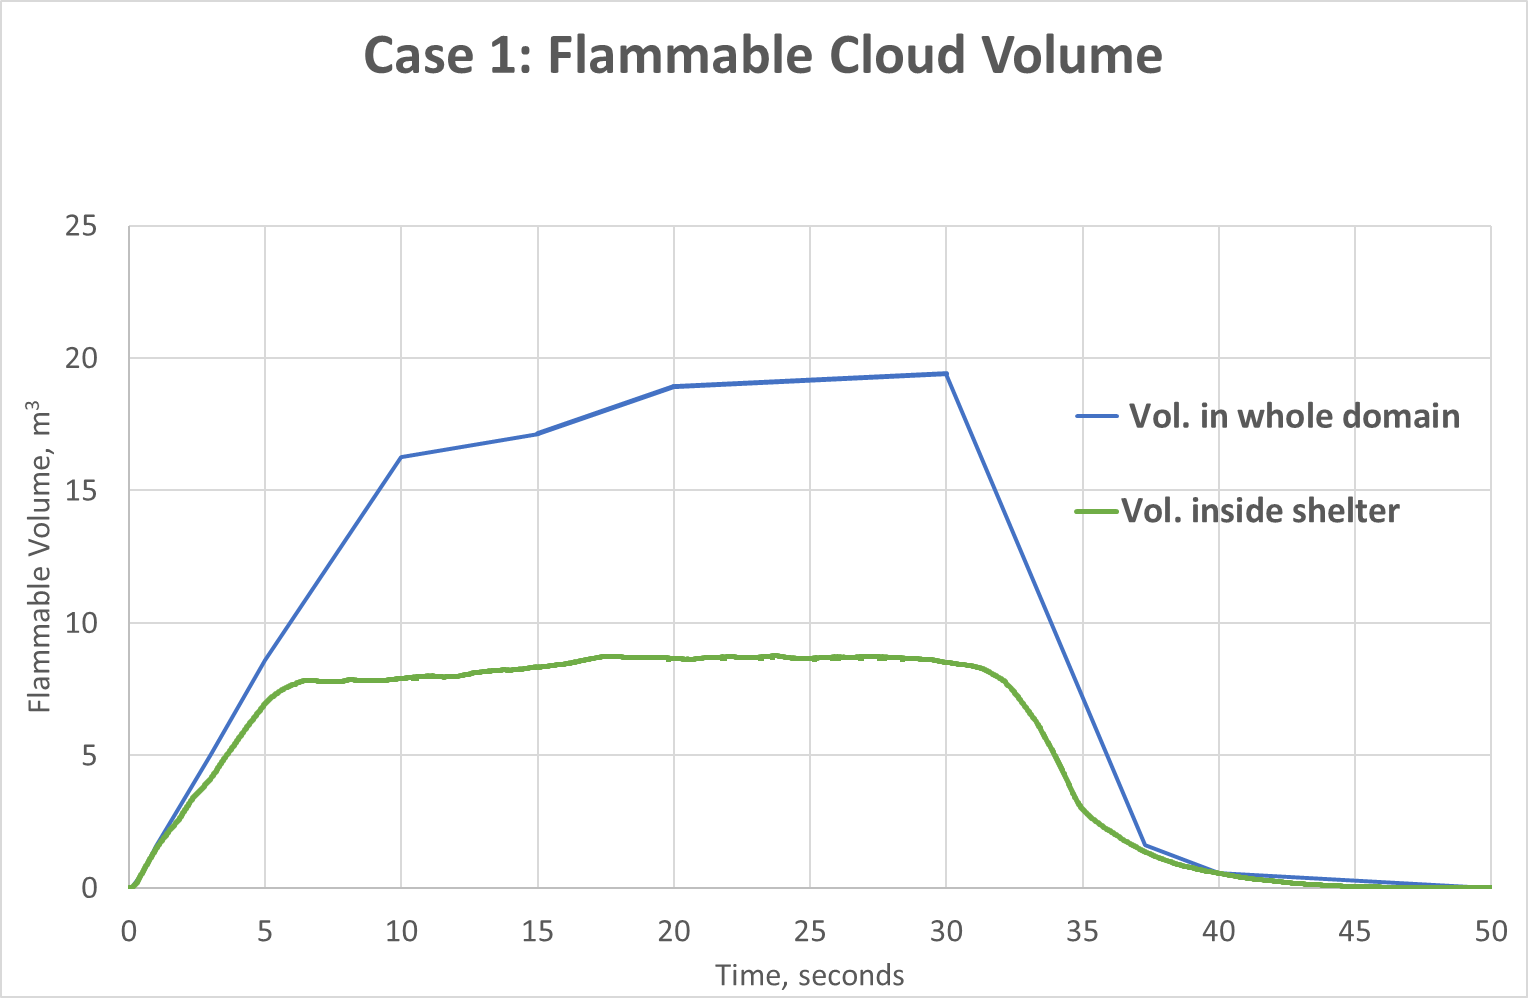 Case 1: Flammable Cloud Volume
25
20
15
10
5
0
Flammable Volume, m³
Vol. in whole domain
Vol. inside shelter
0 5 10 15 20 25 30 35 40 45 50
Time, seconds